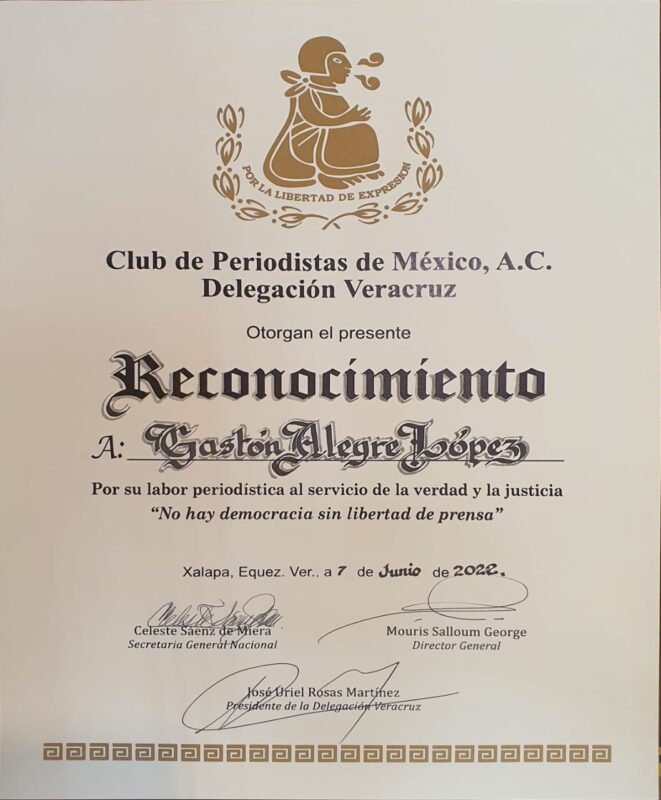 POR LA LIBERTAD DE EXPRESIÓN
Club de Periodistas de México, A.C.
Delegación Veracruz
Otorgan el presente
Reconocimiento
A: Gastón Alegre López
Por su labor periodística al servicio de la verdad y la justicia
“No hay democracia sin libertad de prensa”
Xalapa, Equez. Ver.. a 7 de Junio de 2022.
Celeste Sáenz de Miera
Secretaria General Nacional
Mouris Salloum George
Director General
José Uriel Rosas Martínez
Presidente de la Delegación Veracruz